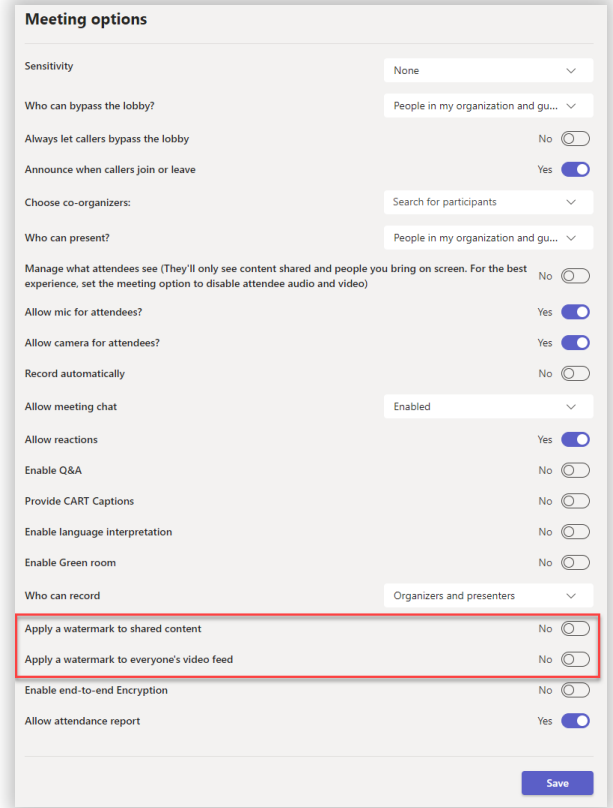 Meeting options
Sensitivity
None
Who can bypass the lobby?
People in my organization and gu...
Always let callers bypass the lobby
No
Announce when callers join or leave
Yes
Choose co-organizers:
Search for participants
Who can present?
People in my organization and gu...
Manage what attendees see (They'll only see content shared and people you bring on screen. For the best
experience, set the meeting option to disable attendee audio and video)
No
Allow mic for attendees?
Yes
Allow camera for attendees?
Yes
Record automatically
No
Allow meeting chat
Enabled
Allow reactions
Yes
Enable Q&A
No
Provide CART Captions
No
Enable language interpretation
No
Enable Green room
No
Who can record
Organizers and presenters
Apply a watermark to shared content
No
Apply a watermark to everyone's video feed
No
Enable end-to-end Encryption
No
Allow attendance report
Yes
Save